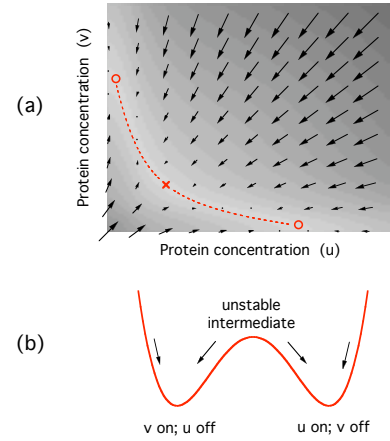 (a)
Protein concentration (v)
Protein concentration (u)
(b)
unstable
intermediate
v on; u off
u on; v off